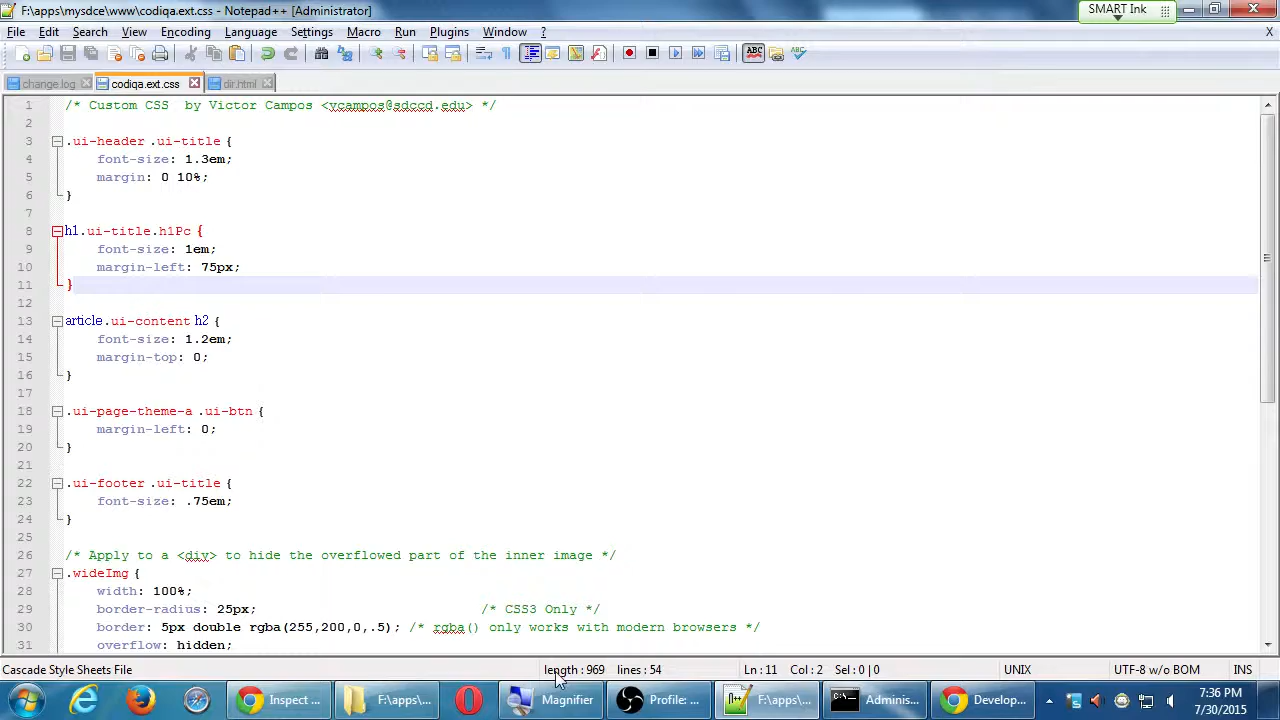 F:\apps\mysdce\www\codiqa.ext.css - Notepad++ [Administrator]
SMART Ink
File Edit Search View Encoding Language Settings Macro Run Plugins Window ? X
ABC ABC
change.log codiqa.ext.css dir.html
1 /* Custom CSS  by Victor Campos <vcampos@sdccd.edu> */
2
3 .ui-header .ui-title {
4 font-size: 1.3em;
5 margin: 0 10%;
6 }
7
8 h1.ui-title.h1Pc {
9 font-size: 1em;
10 margin-left: 75px;
11 }
12
13 article.ui-content h2 {
14 font-size: 1.2em;
15 margin-top: 0;
16 }
17
18 .ui-page-theme-a .ui-btn {
19 margin-left: 0;
20 }
21
22 .ui-footer .ui-title {
23 font-size: .75em;
24 }
25
26 /* Apply to a <div> to hide the overflowed part of the inner image */
27 .wideImg {
28 width: 100%;
29 border-radius: 25px; /* CSS3 Only */
30 border: 5px double rgba(255,200,0,.5); /* rgba() only works with modern browsers */
31 overflow: hidden;
Cascade Style Sheets File length : 969 lines : 54 Ln : 11 Col : 2 Sel : 0 | 0 UNIX UTF-8 w/o BOM INS
Inspect ... F:\apps\... Magnifier Profile: ... F:\apps\... Adminis... Develop...
7:36 PM
7/30/2015